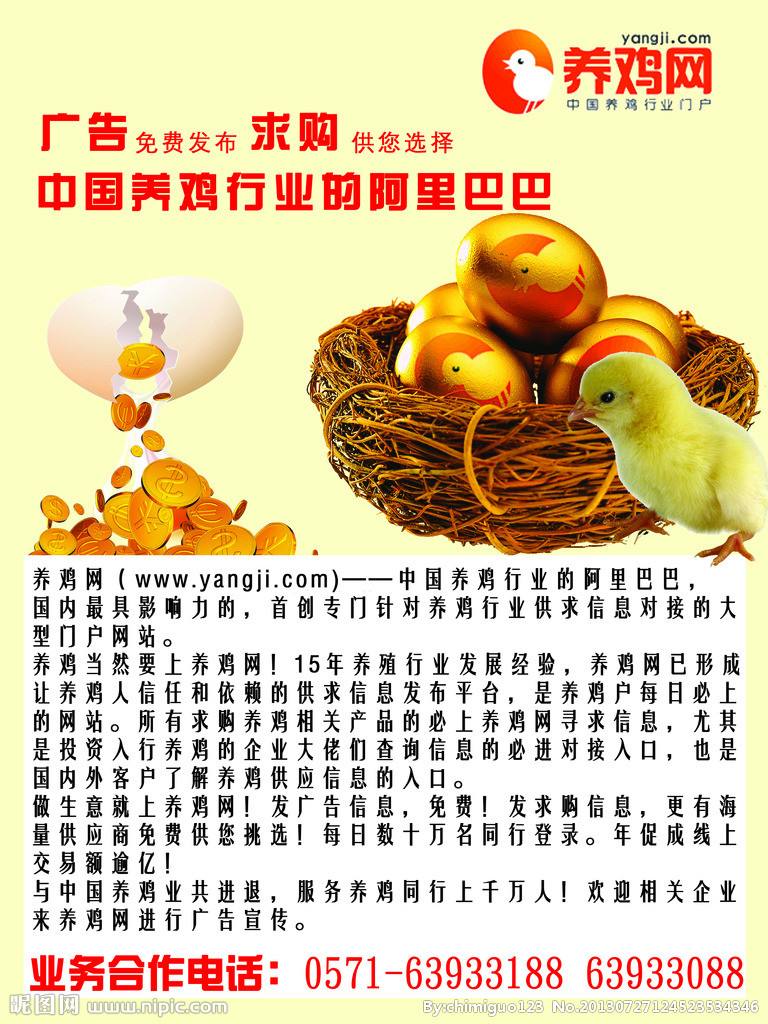 yangji.com
养鸡网
中国养鸡行业门户
广告免费发布 求购 供您选择
中国养鸡行业的阿里巴巴
养鸡网(www.yangji.com)——中国养鸡行业的阿里巴巴，
国内最具影响力的，首创专门针对养鸡行业供求信息对接的大
型门户网站。
养鸡当然要上养鸡网！15年养殖行业发展经验，养鸡网已形成
让养鸡人信任和依赖的供求信息发布平台，是养鸡户每日必上
的网站。所有求购养鸡相关产品的必上养鸡网寻求信息，尤其
是投资入行养鸡的企业大佬们查询信息的必进对接入口，也是
国内外客户了解养鸡供应信息的入口。
做生意就上养鸡网！发广告信息，免费！发求购信息，更有海
量供应商免费供您挑选！每日数十万名同行登录。年促成线上
交易额逾亿！
与中国养鸡业共进退，服务养鸡同行上千万人！欢迎相关企业
来养鸡网进行广告宣传。
业务合作电话：0571-63933188 63933088
昵图网 www.nipic.com By:chimiguo123 No.20130727124523534346